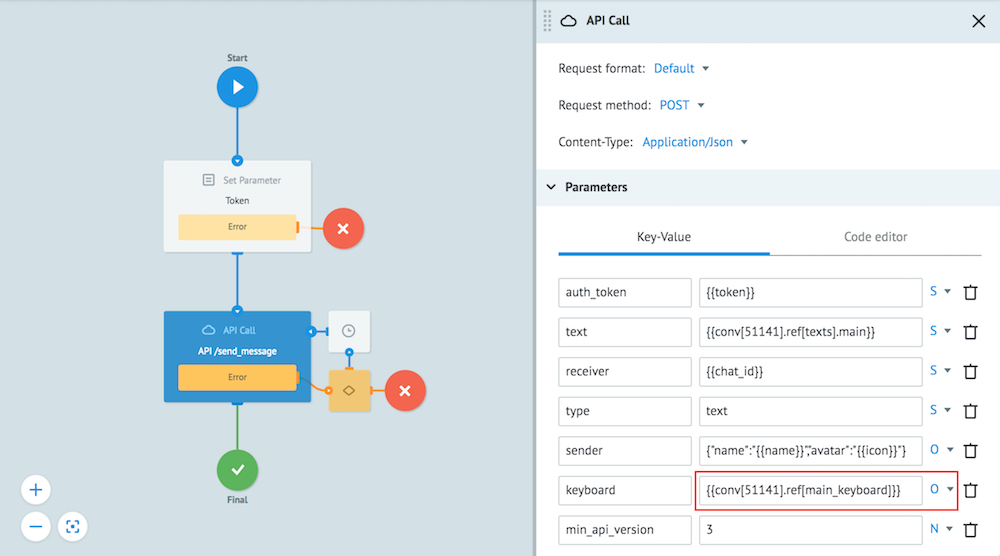 Start
Set Parameter
Token
Error
API Call
API /send_message
Error
Final
API Call
Request format: Default
Request method: POST
Content-Type: Application/Json
Parameters
Key-Value Code editor
auth_token {{token}} S
text {{conv[51141].ref[texts].main}} S
receiver {{chat_id}} S
type text S
sender {"name":"{{name}}","avatar":"{{icon}}"} O
keyboard {{conv[51141].ref[main_keyboard]}} O
min_api_version 3 N